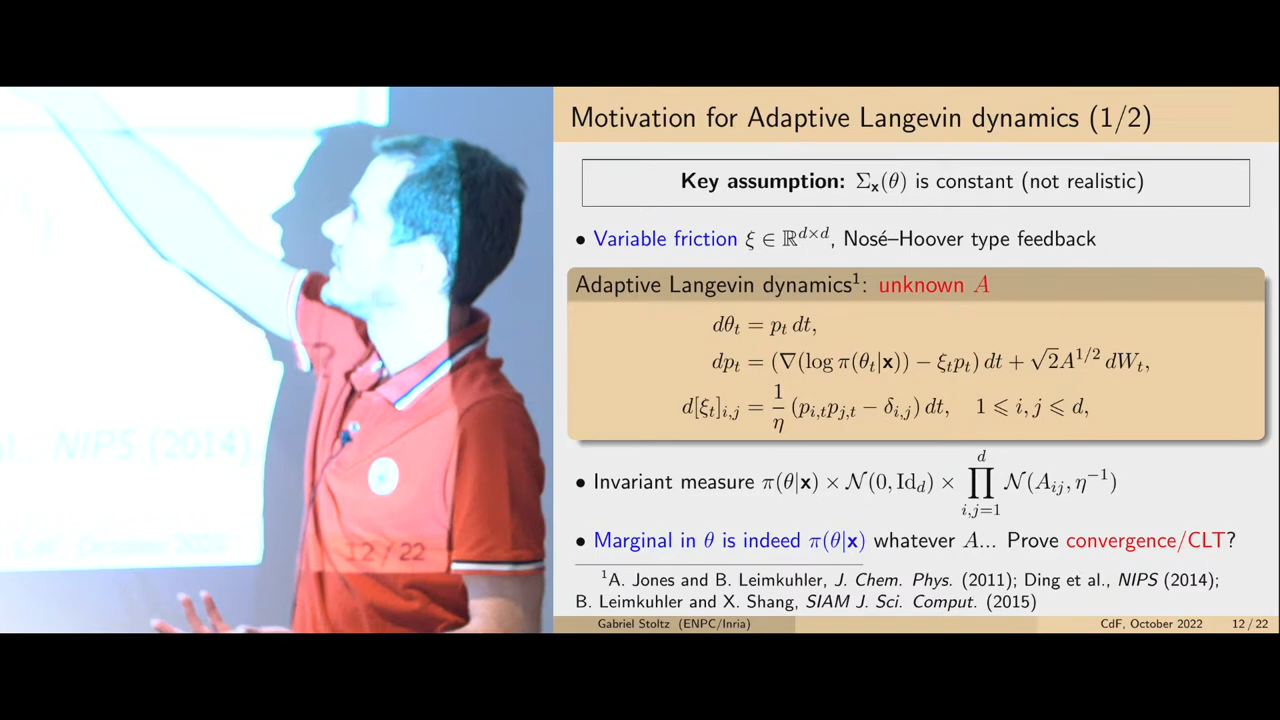 Motivation for Adaptive Langevin dynamics (1/2)
Key assumption: Σ_x(θ) is constant (not realistic)
• Variable friction ξ ∈ ℝ^{d×d}, Nosé–Hoover type feedback
Adaptive Langevin dynamics¹: unknown A
dθ_t = p_t dt,
dp_t = (∇(log π(θ_t|x)) − ξ_t p_t) dt + √2 A^{1/2} dW_t,
d[ξ_t]_{i,j} = 1/η (p_{i,t} p_{j,t} − δ_{i,j}) dt, 1 ⩽ i, j ⩽ d,
• Invariant measure π(θ|x) × 𝒩(0, Id_d) × ∏_{i,j=1}^{d} 𝒩(A_{ij}, η^{−1})
• Marginal in θ is indeed π(θ|x) whatever A... Prove convergence/CLT?
¹A. Jones and B. Leimkuhler, J. Chem. Phys. (2011); Ding et al., NIPS (2014);
B. Leimkuhler and X. Shang, SIAM J. Sci. Comput. (2015)
Gabriel Stoltz (ENPC/Inria) CdF, October 2022 12 / 22
al., NIPS (2014)
CdF, October 2022
12 / 22